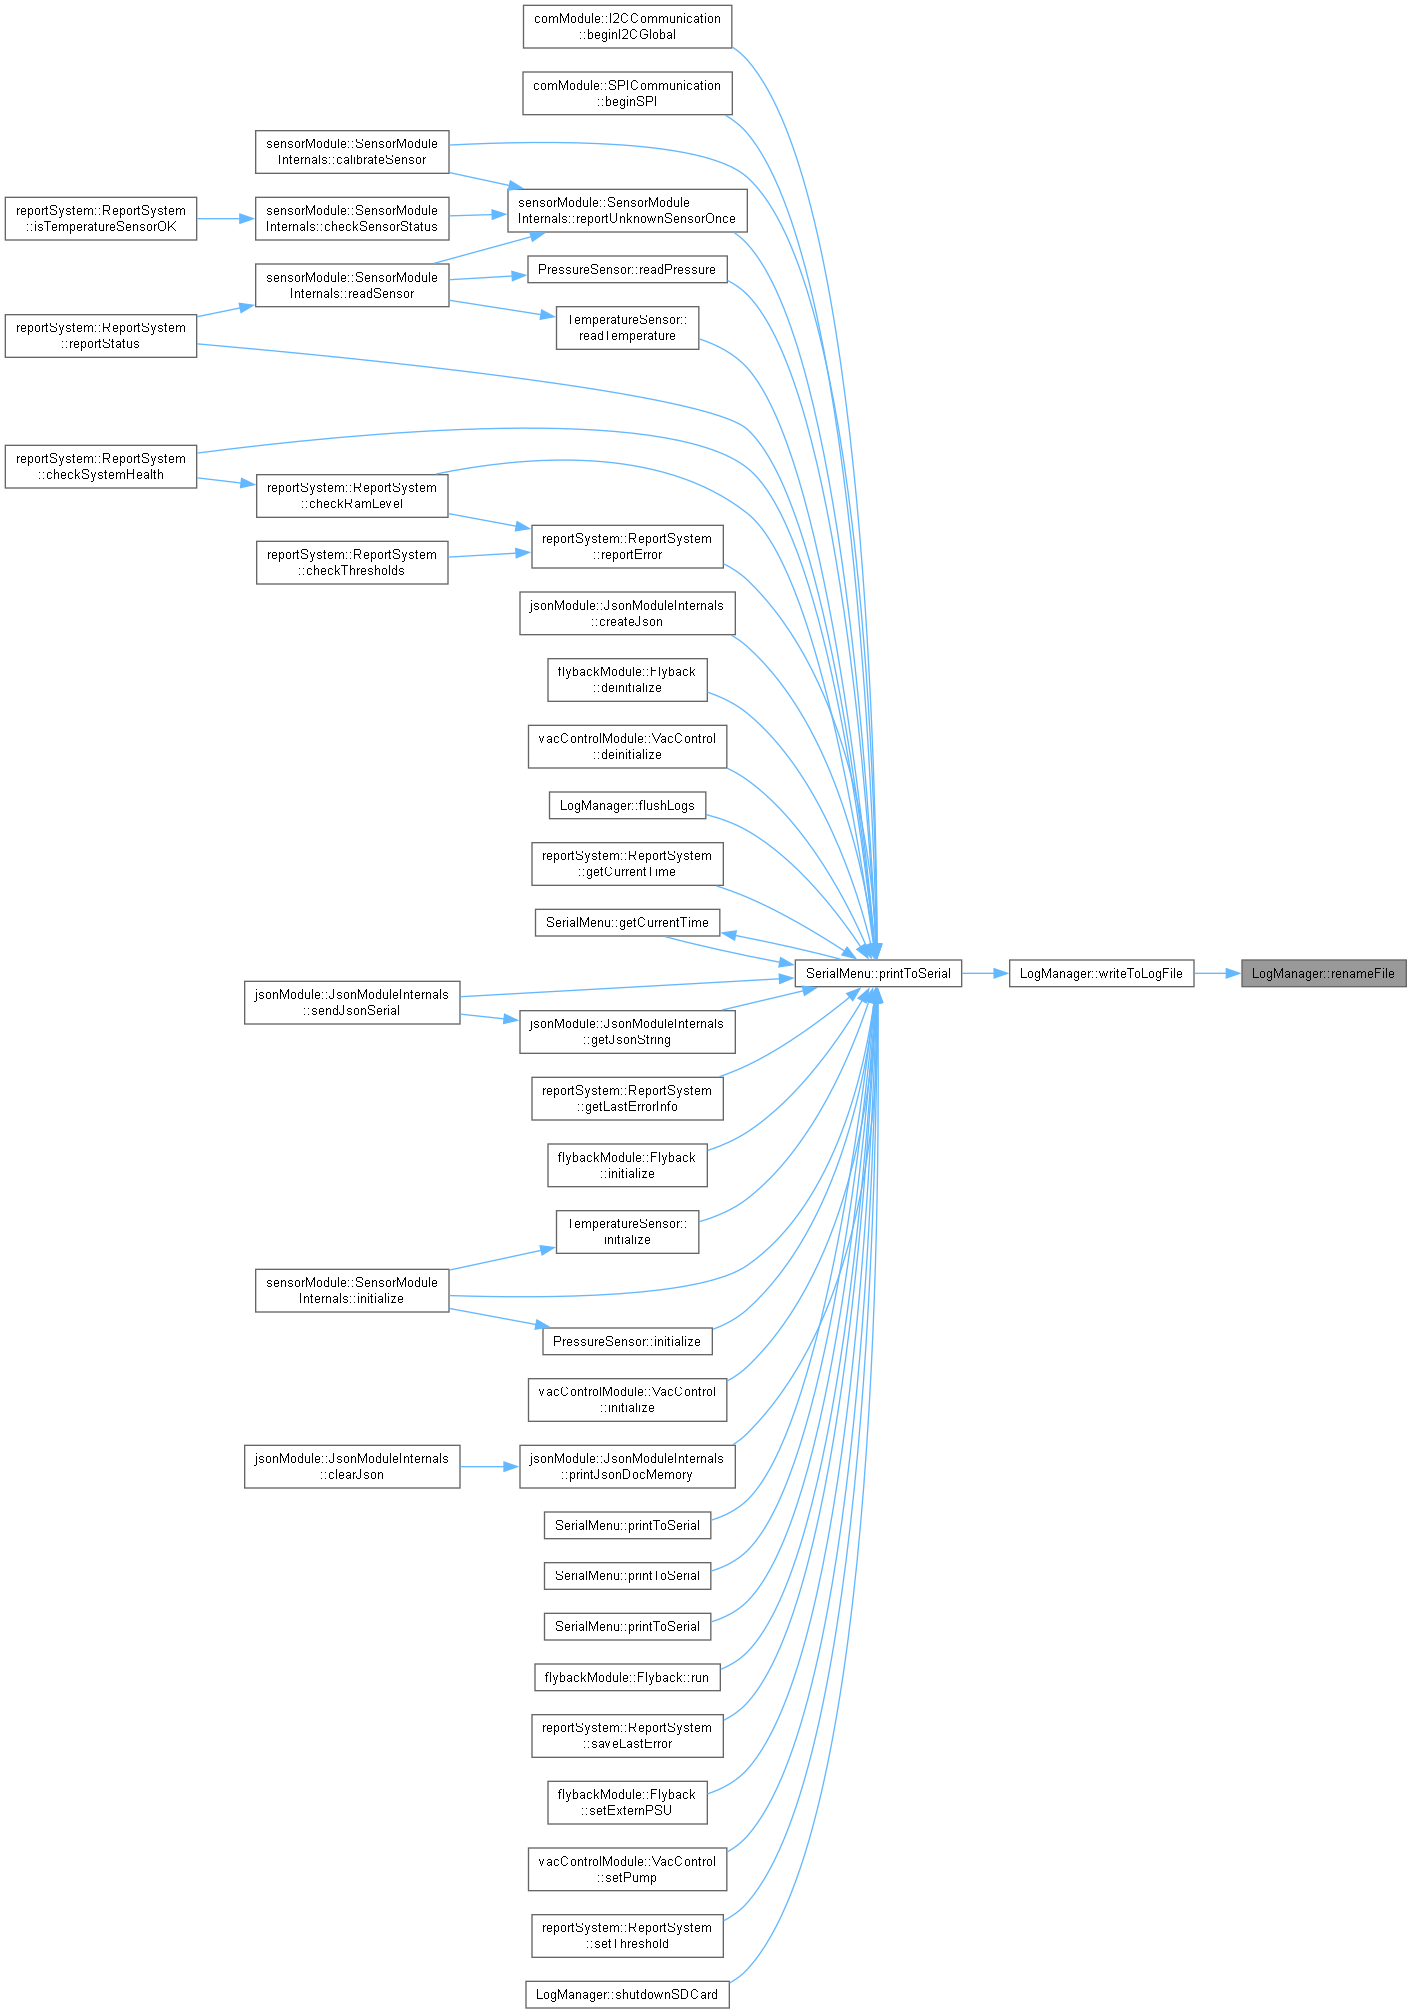 comModule::I2CCommunication
::beginI2CGlobal
comModule::SPICommunication
::beginSPI
sensorModule::SensorModule
Internals::calibrateSensor
sensorModule::SensorModule
Internals::reportUnknownSensorOnce
reportSystem::ReportSystem
::isTemperatureSensorOK
sensorModule::SensorModule
Internals::checkSensorStatus
sensorModule::SensorModule
Internals::readSensor
PressureSensor::readPressure
TemperatureSensor::
readTemperature
reportSystem::ReportSystem
::reportStatus
reportSystem::ReportSystem
::checkSystemHealth
reportSystem::ReportSystem
::checkRamLevel
reportSystem::ReportSystem
::reportError
reportSystem::ReportSystem
::checkThresholds
jsonModule::JsonModuleInternals
::createJson
flybackModule::Flyback
::deinitialize
vacControlModule::VacControl
::deinitialize
LogManager::flushLogs
reportSystem::ReportSystem
::getCurrentTime
SerialMenu::getCurrentTime
SerialMenu::printToSerial
LogManager::writeToLogFile
LogManager::renameFile
jsonModule::JsonModuleInternals
::sendJsonSerial
jsonModule::JsonModuleInternals
::getJsonString
reportSystem::ReportSystem
::getLastErrorInfo
flybackModule::Flyback
::initialize
TemperatureSensor::
initialize
sensorModule::SensorModule
Internals::initialize
PressureSensor::initialize
vacControlModule::VacControl
::initialize
jsonModule::JsonModuleInternals
::clearJson
jsonModule::JsonModuleInternals
::printJsonDocMemory
SerialMenu::printToSerial
SerialMenu::printToSerial
SerialMenu::printToSerial
flybackModule::Flyback::run
reportSystem::ReportSystem
::saveLastError
flybackModule::Flyback
::setExternPSU
vacControlModule::VacControl
::setPump
reportSystem::ReportSystem
::setThreshold
LogManager::shutdownSDCard